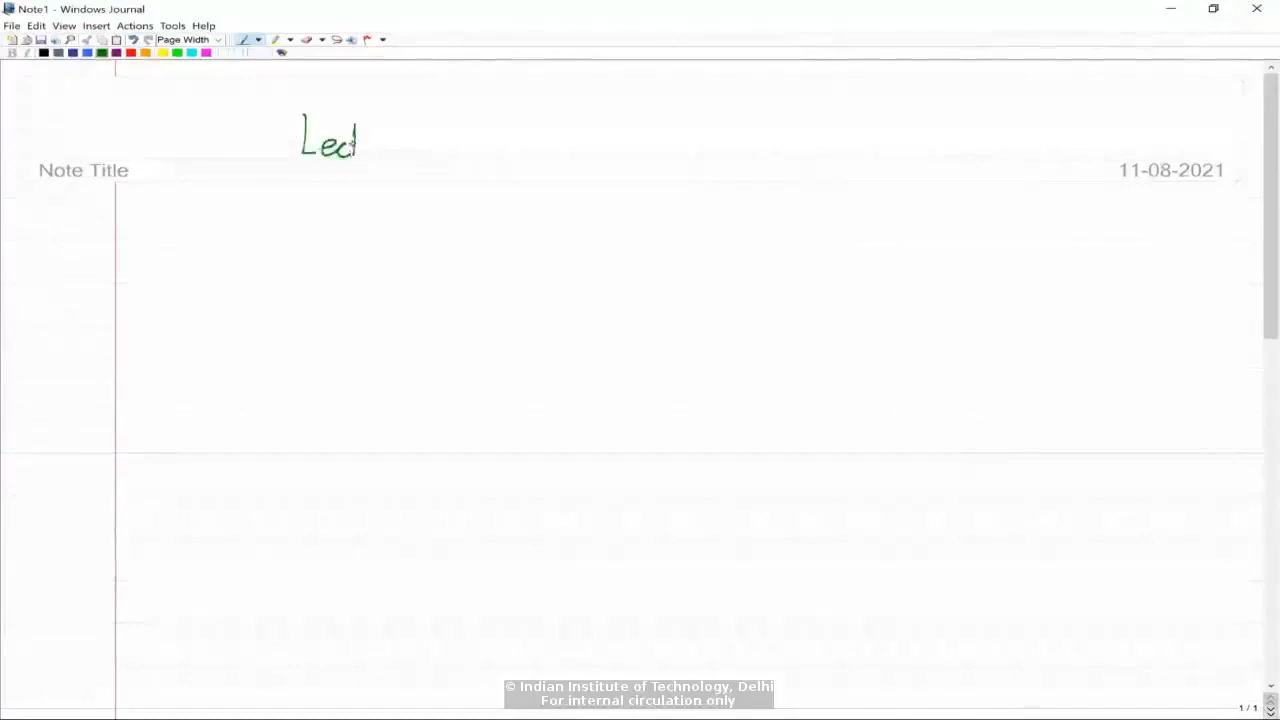 Note1 - Windows Journal
File Edit View Insert Actions Tools Help
Page Width
B I
Lect
Note Title
11-08-2021
© Indian Institute of Technology, Delhi
For internal circulation only
1 / 1